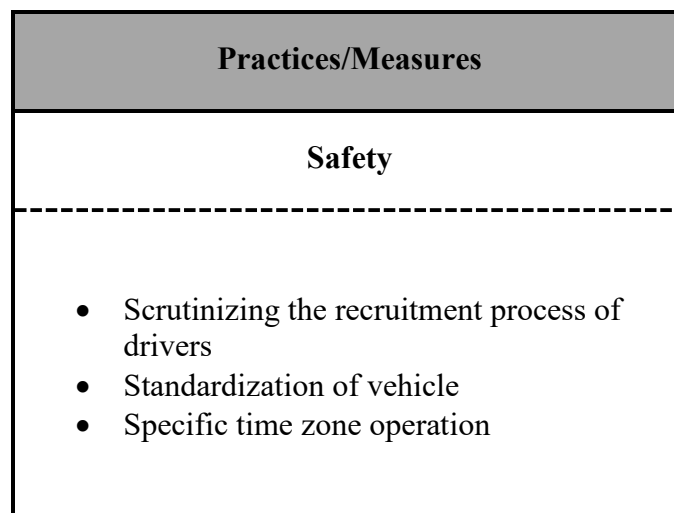 Practices/Measures
Safety
• Scrutinizing the recruitment process of
drivers
• Standardization of vehicle
• Specific time zone operation